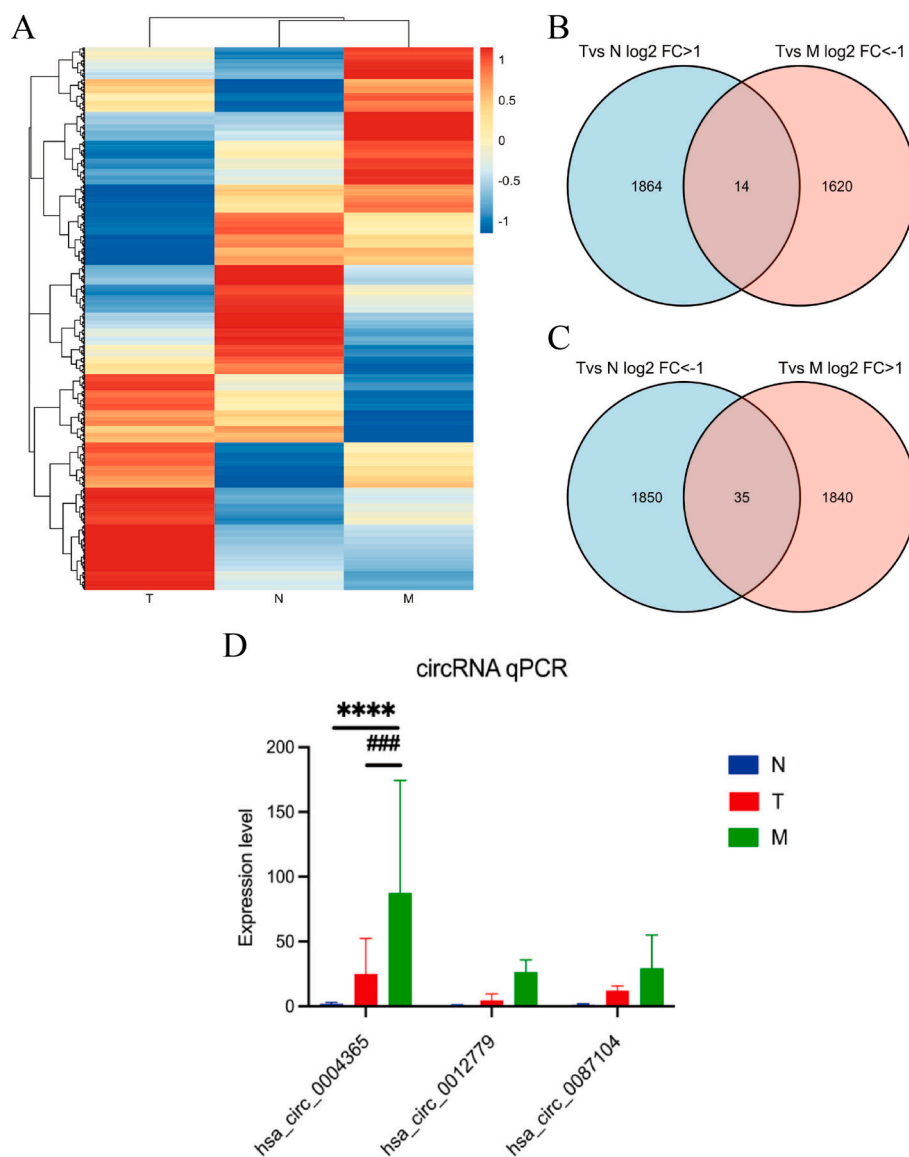 A
1
0.5
0
-0.5
-1
T
N
M
B
Tvs N log2 FC>1
Tvs M log2 FC<-1
1864
14
1620
C
Tvs N log2 FC<-1
Tvs M log2 FC>1
1850
35
1840
D
circRNA qPCR
****
###
Expression level
200
150
100
50
0
hsa_circ_0004365
hsa_circ_0012779
hsa_circ_0087104
N
T
M